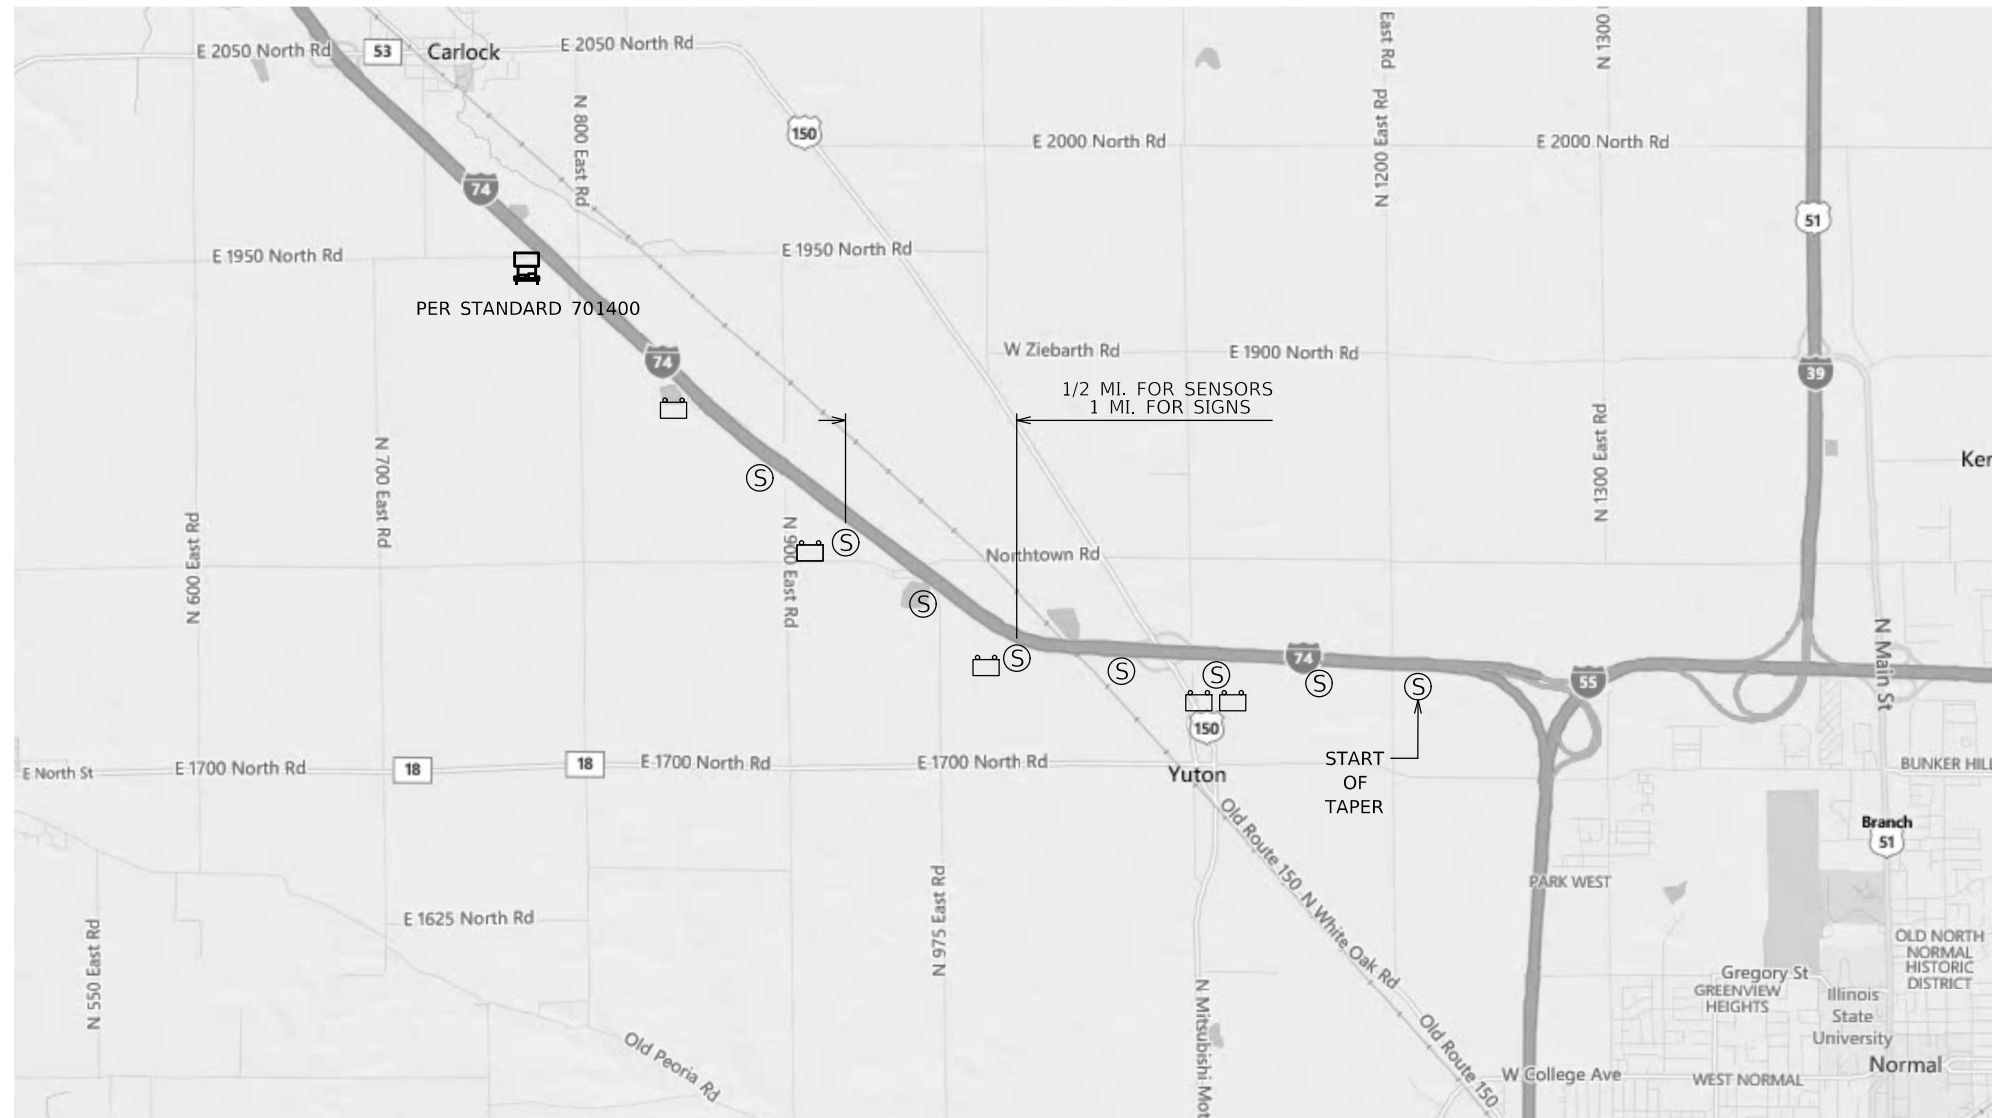 E 2050 North Rd
53
Carlock
E 2050 North Rd
East Rd
N 1300
150
N 800 East Rd
E 2000 North Rd
N 1200 East Rd
E 2000 North Rd
74
51
E 1950 North Rd
E 1950 North Rd
PER STANDARD 701400
74
W Ziebarth Rd
E 1900 North Rd
39
1/2 MI. FOR SENSORS
1 MI. FOR SIGNS
N 700 East Rd
N 1300 East Rd
Ker
S
N 600 East Rd
N 900 East Rd
S
Northtown Rd
S
S
S
S
74
S
S
55
N Main St
150
START
OF
TAPER
E North St
E 1700 North Rd
18
18
E 1700 North Rd
E 1700 North Rd
Yuton
BUNKER HILL
Old Route 150
N White Oak Rd
Branch
51
PARK WEST
N 550 East Rd
E 1625 North Rd
N 975 East Rd
OLD NORTH
NORMAL
HISTORIC
DISTRICT
Gregory St
GREENVIEW
HEIGHTS
Illinois
State
University
N Mitsubishi Mot
Old Peoria Rd
Old Route 150
W College Ave
WEST NORMAL
Normal